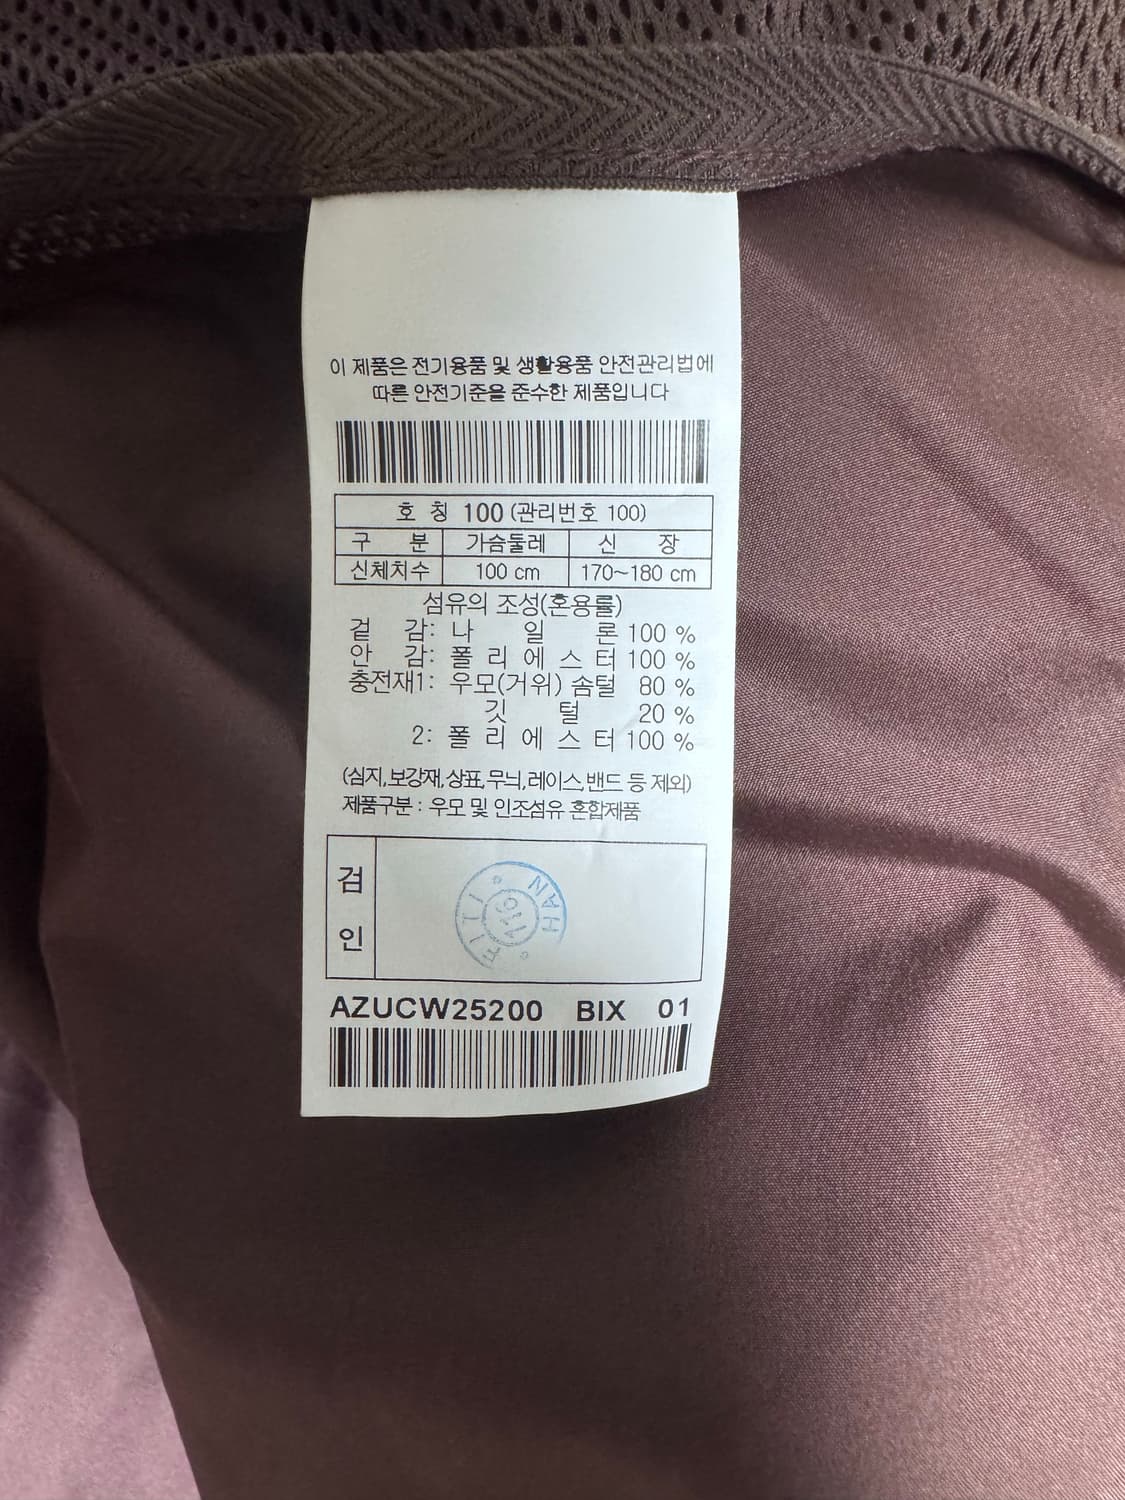 이 제품은 전기용품 및 생활용품 안전관리법에
따른 안전기준을 준수한 제품입니다
호 칭 100 (관리번호 100)
구 분 가슴둘레 신 장
신체치수 100 cm 170~180 cm
섬유의 조성(혼용률)
겉 감: 나 일 론 100 %
안 감: 폴 리 에 스 터 100 %
충전재1: 우모(거위) 솜털 80 %
깃 털 20 %
2: 폴 리 에 스 터 100 %
(심지,보강재,상표,무늬,레이스,밴드 등 제외)
제품구분 : 우모 및 인조섬유 혼합제품
검
인
FITI
HAN
116
AZUCW25200 BIX 01